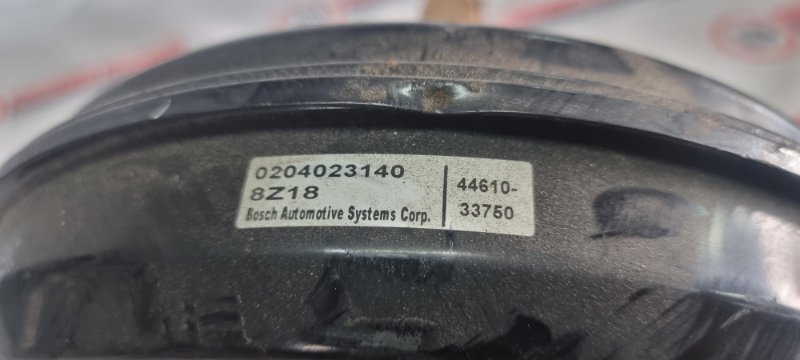 0204023140
8Z18
Bosch Automotive Systems Corp.
44610-
33750